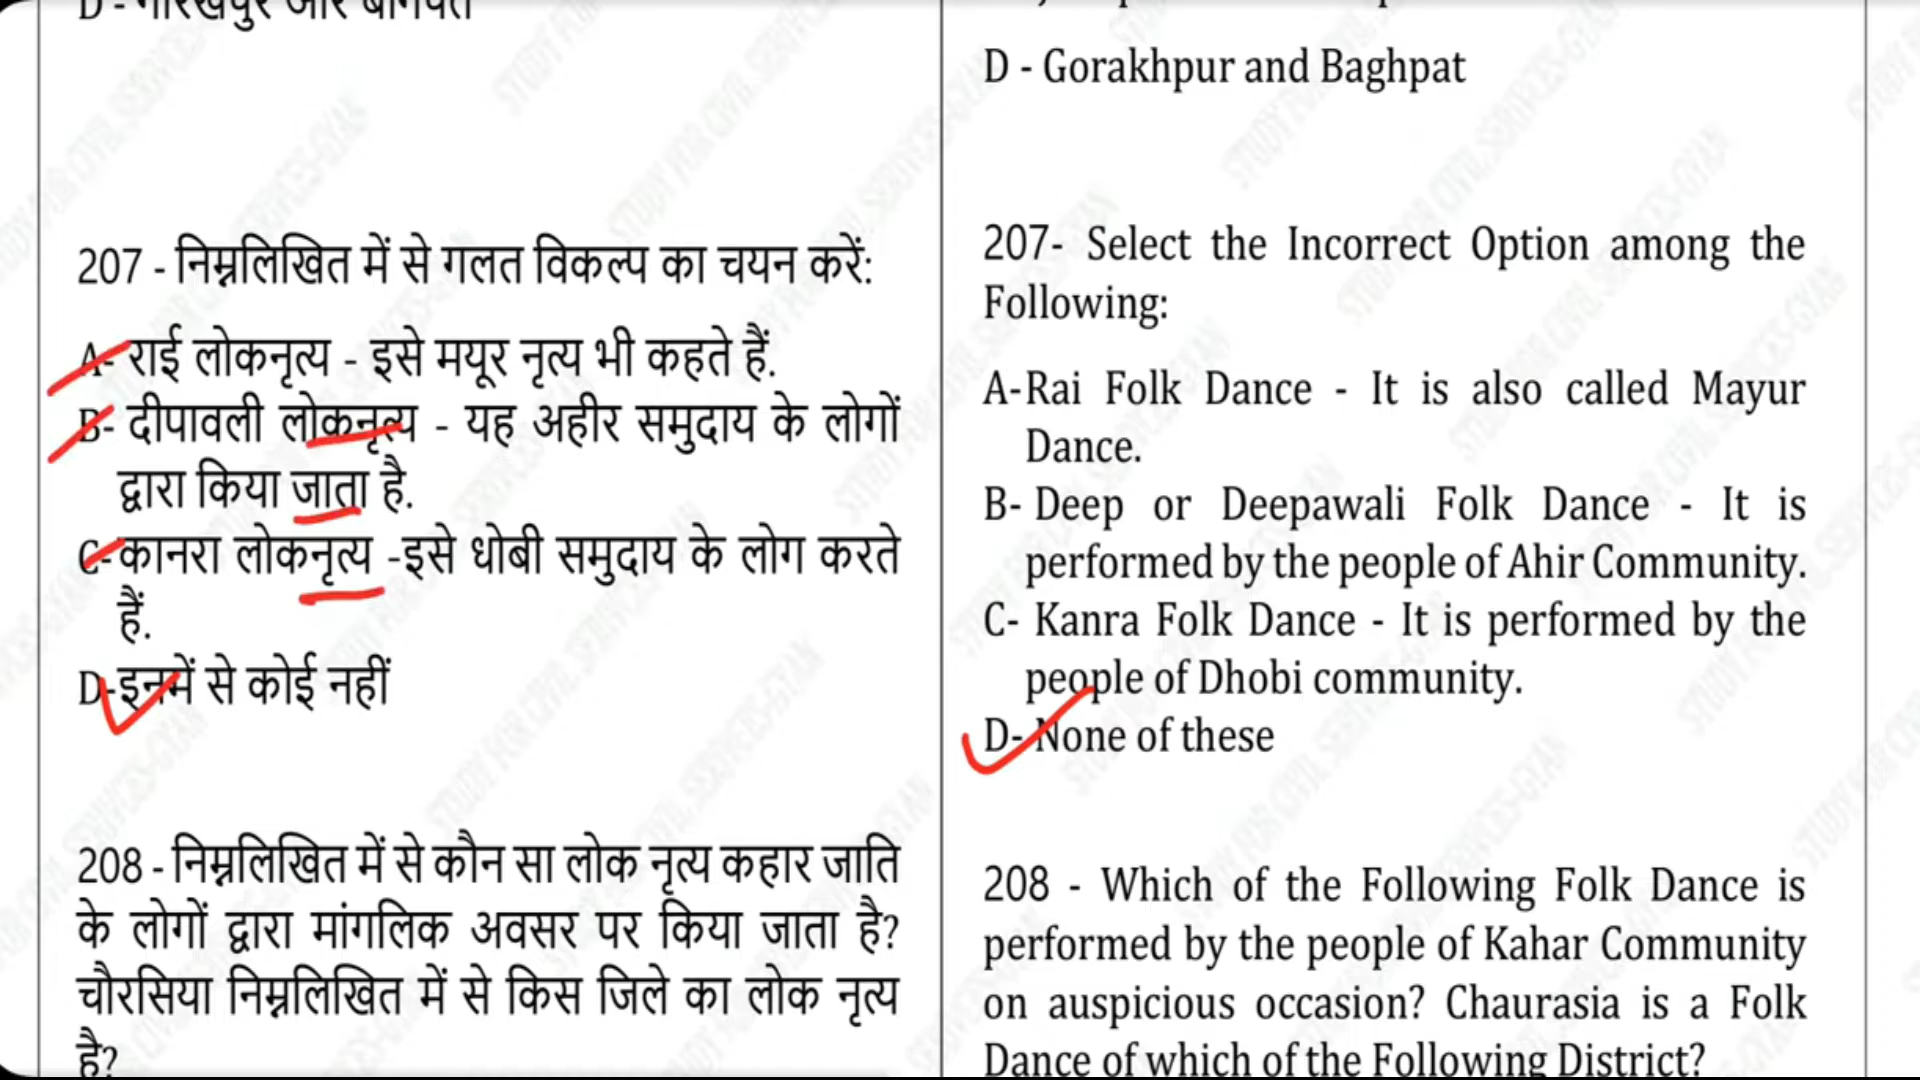 D - गोरखपुर और बागपत
207 - निम्नलिखित में से गलत विकल्प का चयन करें:
A- राई लोकनृत्य - इसे मयूर नृत्य भी कहते हैं.
B- दीपावली लोकनृत्य - यह अहीर समुदाय के लोगों
द्वारा किया जाता है.
C- कानरा लोकनृत्य -इसे धोबी समुदाय के लोग करते
हैं.
D-इनमें से कोई नहीं
208 - निम्नलिखित में से कौन सा लोक नृत्य कहार जाति
के लोगों द्वारा मांगलिक अवसर पर किया जाता है?
चौरसिया निम्नलिखित में से किस जिले का लोक नृत्य
है?
D - Gorakhpur and Baghpat
207- Select the Incorrect Option among the
Following:
A-Rai Folk Dance - It is also called Mayur
Dance.
B- Deep or Deepawali Folk Dance - It is
performed by the people of Ahir Community.
C- Kanra Folk Dance - It is performed by the
people of Dhobi community.
D- None of these
208 - Which of the Following Folk Dance is
performed by the people of Kahar Community
on auspicious occasion? Chaurasia is a Folk
Dance of which of the Following District?
STUDY FOR CIVIL SERVICES-GYAN